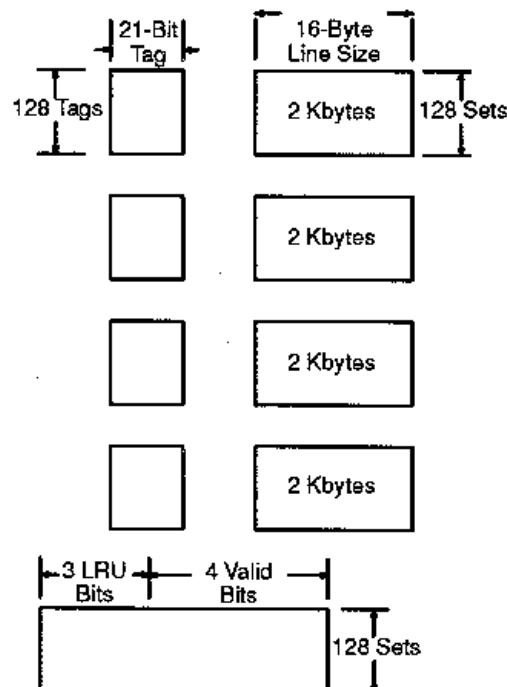 21-Bit
Tag
16-Byte
Line Size
128 Tags
2 Kbytes
128 Sets
2 Kbytes
2 Kbytes
2 Kbytes
3 LRU
Bits
4 Valid
Bits
128 Sets